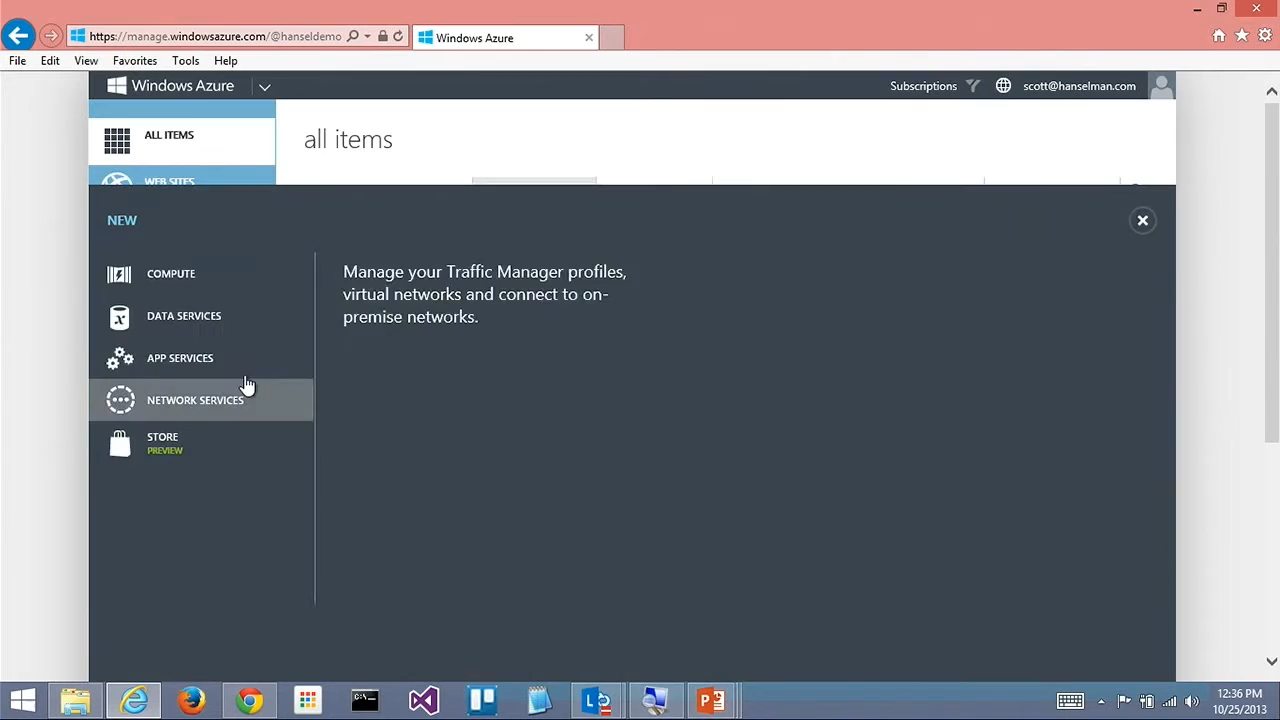 https://manage.windowsazure.com/@hanseldemo
Windows Azure
File Edit View Favorites Tools Help
Windows Azure
Subscriptions
scott@hanselman.com
ALL ITEMS
all items
WEB SITES
NEW
COMPUTE
DATA SERVICES
APP SERVICES
NETWORK SERVICES
STORE
PREVIEW
Manage your Traffic Manager profiles,
virtual networks and connect to on-
premise networks.
12:36 PM
10/25/2013